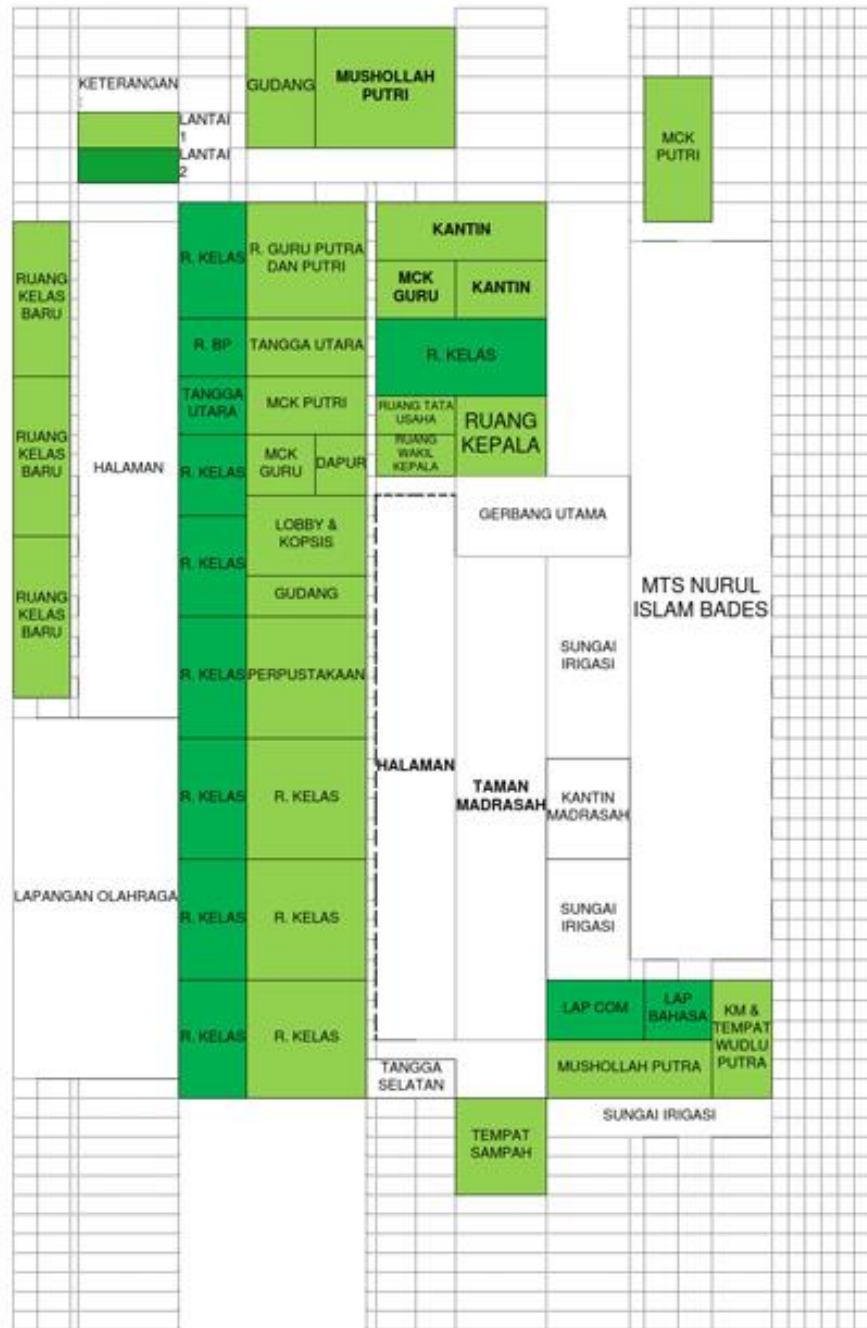 GUDANG
MUSHOLLAH
PUTRI
KETERANGAN
:
LANTAI
1
LANTAI
2
MCK
PUTRI
R. KELAS
R. GURU PUTRA
DAN PUTRI
KANTIN
MCK
GURU
KANTIN
RUANG
KELAS
BARU
R. BP
TANGGA UTARA
R. KELAS
TANGGA
UTARA
MCK PUTRI
RUANG TATA
USAHA
RUANG
WAKIL
KEPALA
RUANG
KEPALA
RUANG
KELAS
BARU
HALAMAN
R. KELAS
MCK
GURU
DAPUR
GERBANG UTAMA
R. KELAS
LOBBY &
KOPSIS
GUDANG
RUANG
KELAS
BARU
MTS NURUL
ISLAM BADES
SUNGAI
IRIGASI
R. KELAS
PERPUSTAKAAN
HALAMAN
TAMAN
MADRASAH
KANTIN
MADRASAH
R. KELAS
R. KELAS
LAPANGAN OLAHRAGA
R. KELAS
R. KELAS
SUNGAI
IRIGASI
LAP COM
LAP
BAHASA
KM &
TEMPAT
WUDLU
PUTRA
R. KELAS
R. KELAS
MUSHOLLAH PUTRA
TANGGA
SELATAN
SUNGAI IRIGASI
TEMPAT
SAMPAH